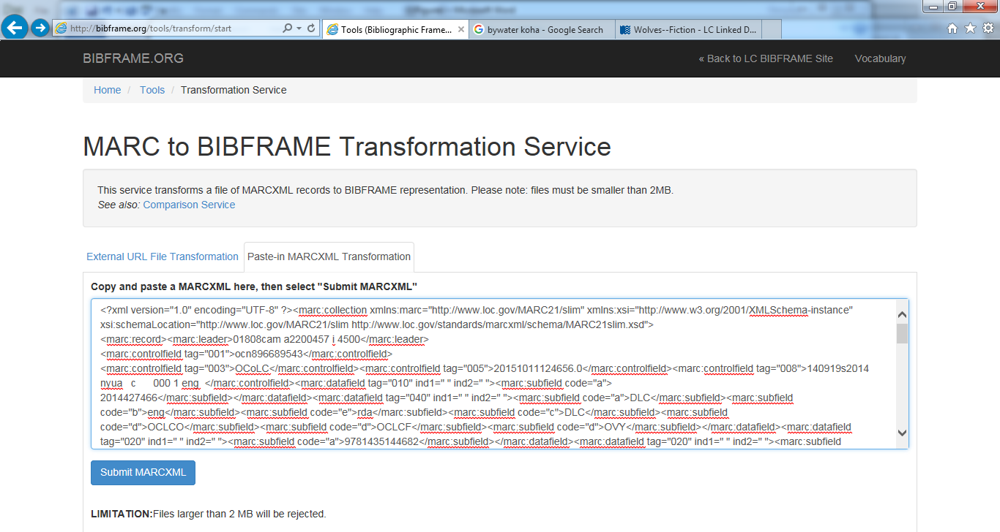 http://bibframe.org/tools/transform/start
Tools (Bibliographic Frame...
bywater koha - Google Search
Wolves--Fiction - LC Linked D...
BIBFRAME.ORG
« Back to LC BIBFRAME Site
Vocabulary
Home / Tools / Transformation Service
MARC to BIBFRAME Transformation Service
This service transforms a file of MARCXML records to BIBFRAME representation. Please note: files must be smaller than 2MB.
See also: Comparison Service
External URL File Transformation
Paste-in MARCXML Transformation
Copy and paste a MARCXML here, then select "Submit MARCXML"
<?xml version="1.0" encoding="UTF-8" ?><marc:collection xmlns:marc="http://www.loc.gov/MARC21/slim" xmlns:xsi="http://www.w3.org/2001/XMLSchema-instance"
xsi:schemaLocation="http://www.loc.gov/MARC21/slim http://www.loc.gov/standards/marcxml/schema/MARC21slim.xsd">
<marc:record><marc:leader>01808cam a2200457 i 4500</marc:leader>
<marc:controlfield tag="001">ocn896689543</marc:controlfield>
<marc:controlfield tag="003">OCoLC</marc:controlfield><marc:controlfield tag="005">20151011124656.0</marc:controlfield><marc:controlfield tag="008">140919s2014
nyua   c      000 1 eng  </marc:controlfield><marc:datafield tag="010" ind1=" " ind2=" "><marc:subfield code="a">
2014427466</marc:subfield></marc:datafield><marc:datafield tag="040" ind1=" " ind2=" "><marc:subfield code="a">DLC</marc:subfield><marc:subfield
code="b">eng</marc:subfield><marc:subfield code="e">rda</marc:subfield><marc:subfield code="c">DLC</marc:subfield><marc:subfield
code="d">OCLCO</marc:subfield><marc:subfield code="d">OCLCF</marc:subfield><marc:subfield code="d">OVY</marc:subfield></marc:datafield><marc:datafield
tag="020" ind1=" " ind2=" "><marc:subfield code="a">9781435144682</marc:subfield></marc:datafield><marc:datafield tag="020" ind1=" " ind2=" "><marc:subfield
Submit MARCXML
LIMITATION:Files larger than 2 MB will be rejected.